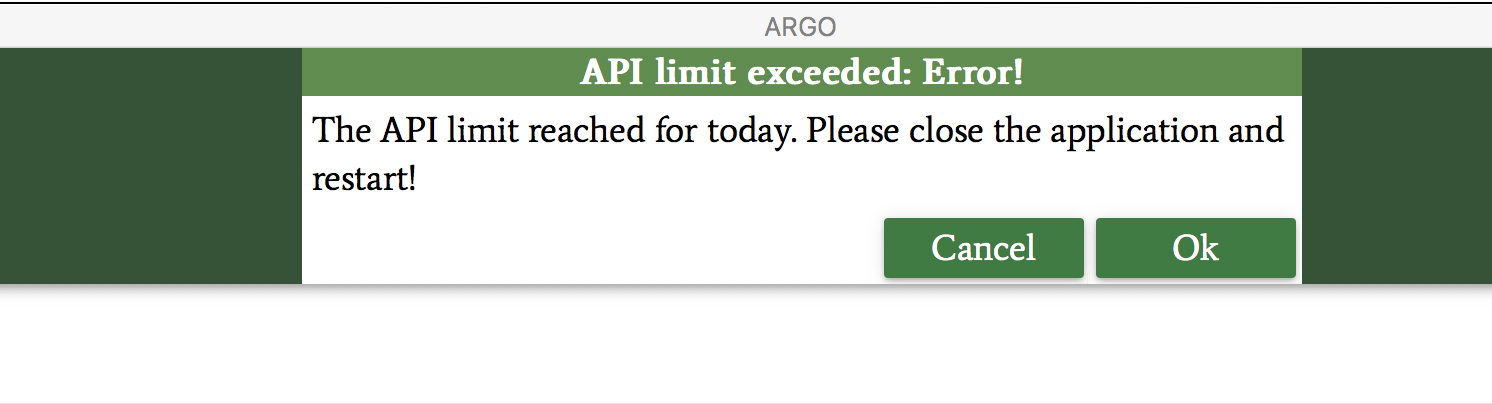 ARGO
API limit exceeded: Error!
The API limit reached for today. Please close the application and
restart!
Cancel Ok